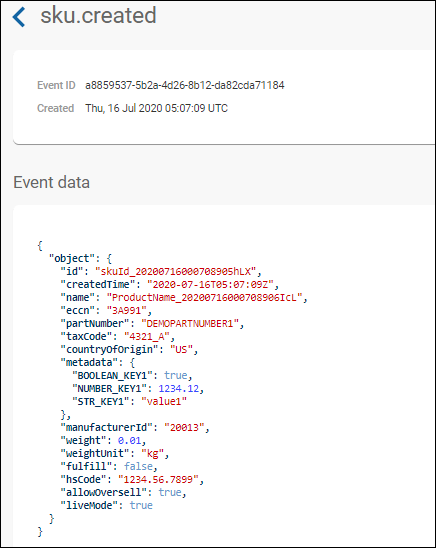 sku.created
Event ID a8859537-5b2a-4d26-8b12-da82cda71184
Created Thu, 16 Jul 2020 05:07:09 UTC
Event data
{
  "object": {
    "id": "skuId_20200716000708905hLX",
    "createdTime": "2020-07-16T05:07:09Z",
    "name": "ProductName_20200716000708906IcL",
    "eccn": "3A991",
    "partNumber": "DEMOPARTNUMBER1",
    "taxCode": "4321_A",
    "countryOfOrigin": "US",
    "metadata": {
      "BOOLEAN_KEY1": true,
      "NUMBER_KEY1": 1234.12,
      "STR_KEY1": "value1"
    },
    "manufacturerId": "20013",
    "weight": 0.01,
    "weightUnit": "kg",
    "fulfill": false,
    "hsCode": "1234.56.7899",
    "allowOversell": true,
    "liveMode": true
  }
}